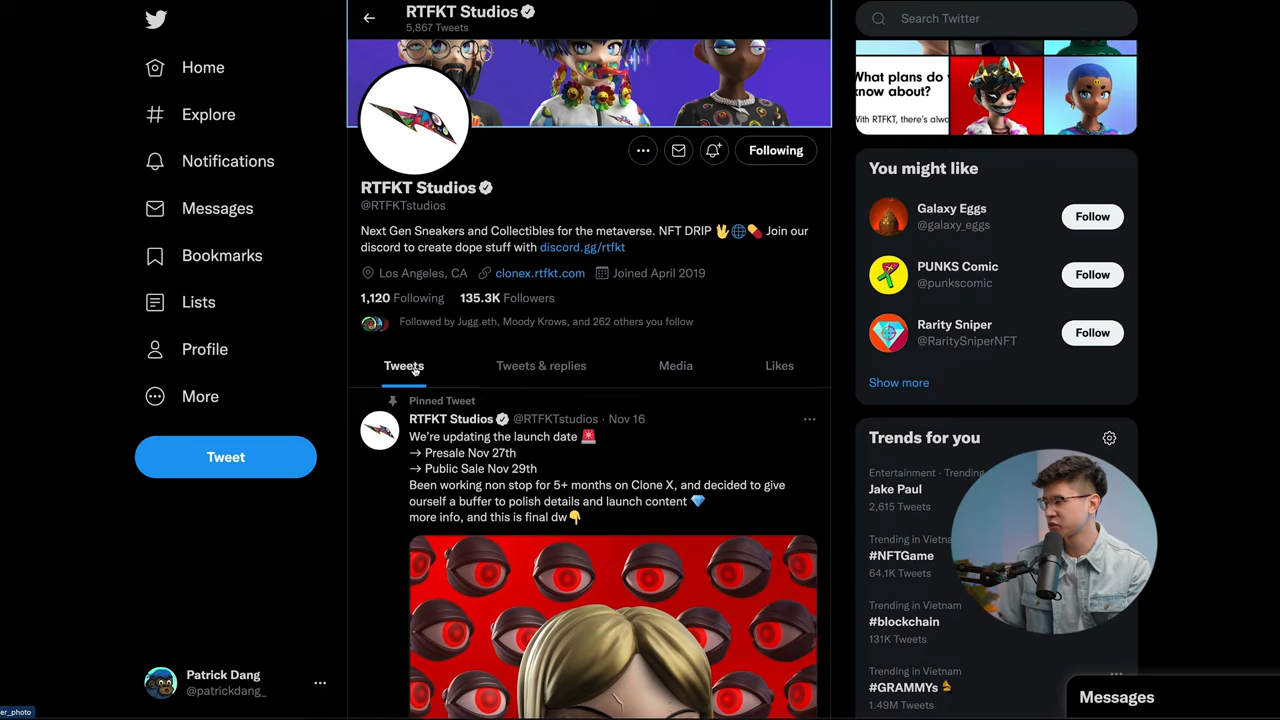 RTFKT Studios
5,867 Tweets
Home
Explore
Notifications
Messages
Bookmarks
Lists
Profile
More
Tweet
Patrick Dang
@patrickdang_
er_photo
Following
RTFKT Studios
@RTFKTstudios
Next Gen Sneakers and Collectibles for the metaverse. NFT DRIP 🖖🌐💊 Join our
discord to create dope stuff with discord.gg/rtfkt
Los Angeles, CA clonex.rtfkt.com Joined April 2019
1,120 Following 135.3K Followers
Followed by Jugg.eth, Moody Krows, and 262 others you follow
Tweets Tweets & replies Media Likes
Pinned Tweet
RTFKT Studios @RTFKTstudios · Nov 16
We're updating the launch date 🚨
→ Presale Nov 27th
→ Public Sale Nov 29th
Been working non stop for 5+ months on Clone X, and decided to give
ourself a buffer to polish details and launch content 💎
more info, and this is final dw👇
Search Twitter
What plans do
know about?
With RTFKT, there's
You might like
Galaxy Eggs
@galaxy_eggs
Follow
PUNKS Comic
@punkscomic
Follow
Rarity Sniper
@RaritySniperNFT
Follow
Show more
Trends for you
Entertainment · Trending
Jake Paul
2,615 Tweets
Trending in Vietna
#NFTGame
64.1K Tweets
Trending in Vietnam
#blockchain
131K Tweets
Trending in Vietnam
#GRAMMYs
1.49M Tweets
Messages